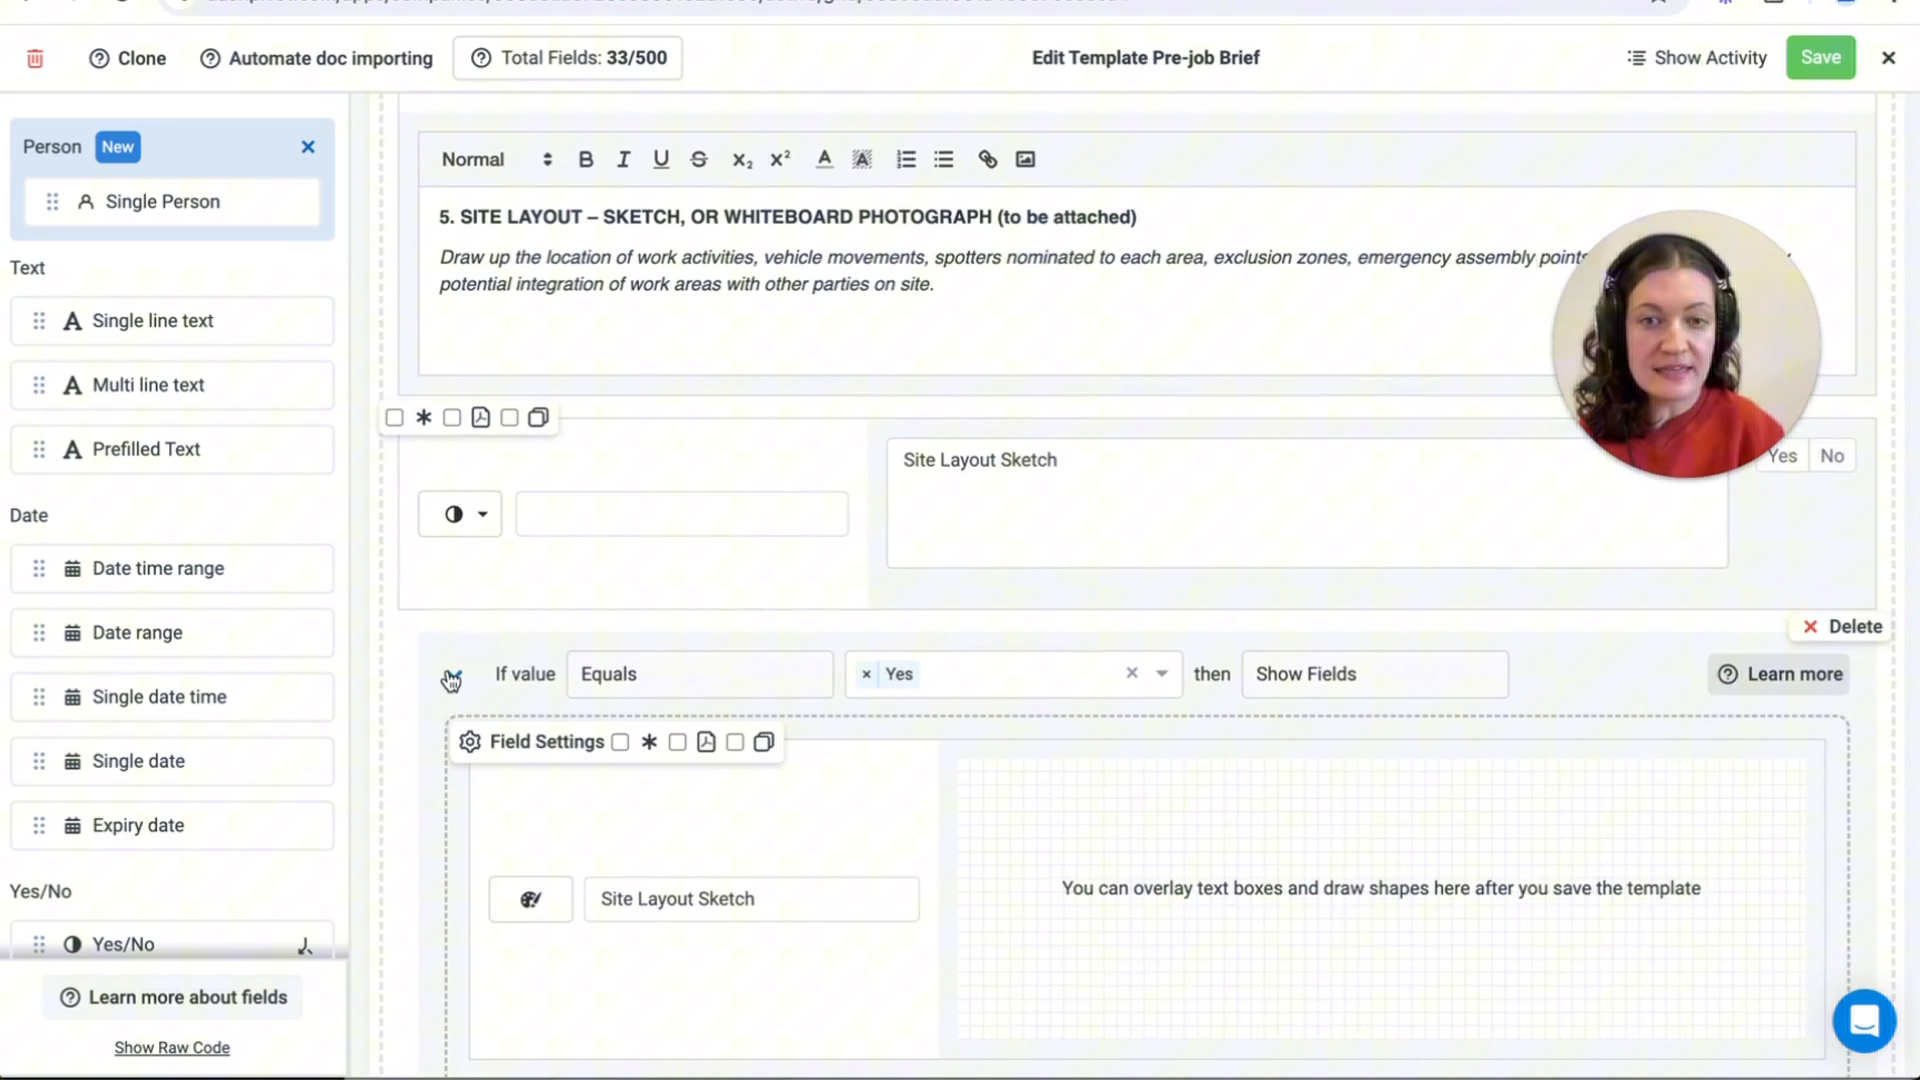 Clone
Automate doc importing
Total Fields: 33/500
Edit Template Pre-job Brief
Show Activity
Save
Person New
Single Person
Text
Single line text
Multi line text
Prefilled Text
Date
Date time range
Date range
Single date time
Single date
Expiry date
Yes/No
Yes/No
Learn more about fields
Show Raw Code
Normal
5. SITE LAYOUT – SKETCH, OR WHITEBOARD PHOTOGRAPH (to be attached)
Draw up the location of work activities, vehicle movements, spotters nominated to each area, exclusion zones, emergency assembly points
potential integration of work areas with other parties on site.
Site Layout Sketch
Yes No
Delete
If value Equals Yes then Show Fields Learn more
Field Settings
Site Layout Sketch
You can overlay text boxes and draw shapes here after you save the template